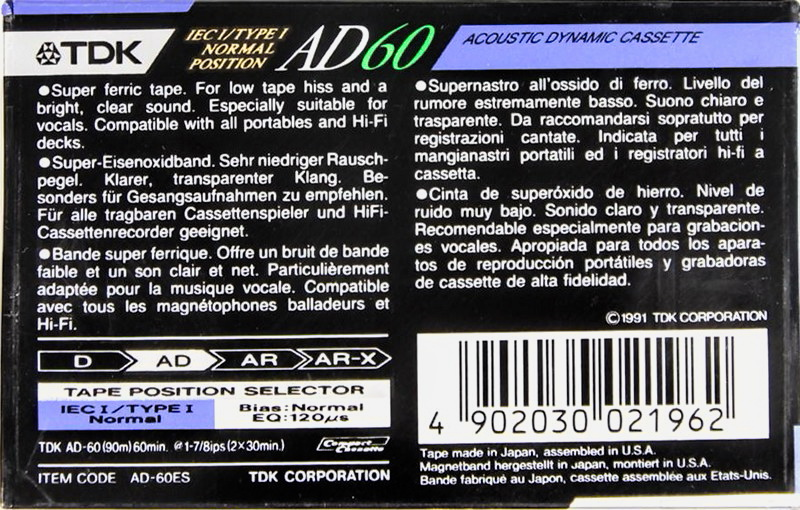 TDK
IEC I/TYPE I
NORMAL
POSITION
AD60
ACOUSTIC DYNAMIC CASSETTE
●Super ferric tape. For low tape hiss and a
bright, clear sound. Especially suitable for
vocals. Compatible with all portables and Hi-Fi
decks.
●Super-Eisenoxidband. Sehr niedriger Rausch-
pegel. Klarer, transparenter Klang. Be-
sonders für Gesangsaufnahmen zu empfehlen.
Für alle tragbaren Cassettenspieler und HiFi-
Cassettenrecorder geeignet.
●Bande super ferrique. Offre un bruit de bande
faible et un son clair et net. Particulièrement
adaptée pour la musique vocale. Compatible
avec tous les magnétophones balladeurs et
Hi-Fi.
●Supernastro all'ossido di ferro. Livello del
rumore estremamente basso. Suono chiaro e
trasparente. Da raccomandarsi sopratutto per
registrazioni cantate. Indicata per tutti i
mangianastri portatili ed i registratori hi-fi a
cassetta.
●Cinta de superóxido de hierro. Nivel de
ruido muy bajo. Sonido claro y transparente.
Recomendable especialmente para grabacion-
es vocales. Apropiada para todos los apara-
tos de reproducción portátiles y grabadoras
de cassette de alta fidelidad.
©1991 TDK CORPORATION
D AD AR AR-X
TAPE POSITION SELECTOR
IEC I/TYPE I
Normal
Bias:Normal
EQ:120μs
TDK AD-60(90m)60min. @1-7/8ips(2×30min.)
Compact Cassette
ITEM CODE AD-60ES TDK CORPORATION
4 902030 021962
Tape made in Japan, assembled in U.S.A.
Magnetband hergestellt in Japan, montiert in U.S.A.
Bande fabriqué au Japon, cassette assemblée aux Etats-Unis.